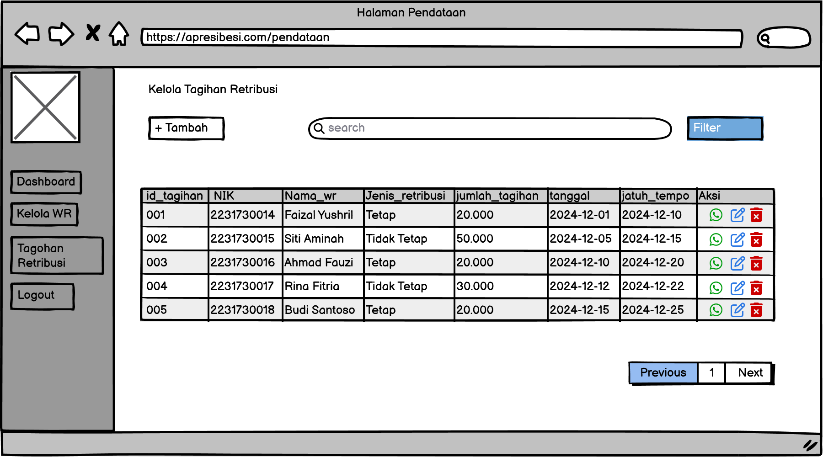 Halaman Pendataan
https://apresibesi.com/pendataan
Kelola Tagihan Retribusi
+ Tambah
search
Filter
Dashboard
Kelola WR
Tagohan
Retribusi
Logout
id_tagihan NIK Nama_wr Jenis_retribusi jumlah_tagihan tanggal jatuh_tempo Aksi
001 2231730014 Faizal Yushril Tetap 20.000 2024-12-01 2024-12-10
002 2231730015 Siti Aminah Tidak Tetap 50.000 2024-12-05 2024-12-15
003 2231730016 Ahmad Fauzi Tetap 20.000 2024-12-10 2024-12-20
004 2231730017 Rina Fitria Tidak Tetap 30.000 2024-12-12 2024-12-22
005 2231730018 Budi Santoso Tetap 20.000 2024-12-15 2024-12-25
Previous 1 Next